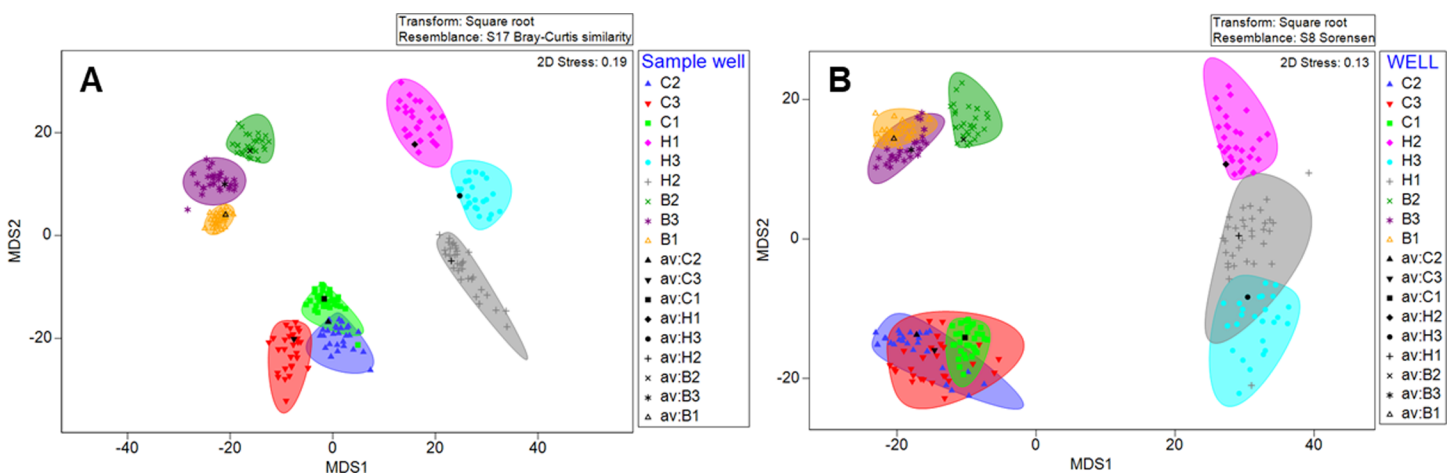 Transform: Square root
Resemblance: S17 Bray-Curtis similarity
A
2D Stress: 0.19
Sample well
C2
C3
C1
H1
H3
H2
B2
B3
B1
av:C2
av:C3
av:C1
av:H1
av:H3
av:H2
av:B2
av:B3
av:B1
20
0
-20
MDS2
-40
-20
0
20
40
MDS1
Transform: Square root
Resemblance: S8 Sorensen
B
2D Stress: 0.13
WELL
C2
C3
C1
H2
H3
H1
B2
B3
B1
av:C2
av:C3
av:C1
av:H2
av:H3
av:H1
av:B2
av:B3
av:B1
20
0
-20
MDS2
-20
0
20
40
MDS1